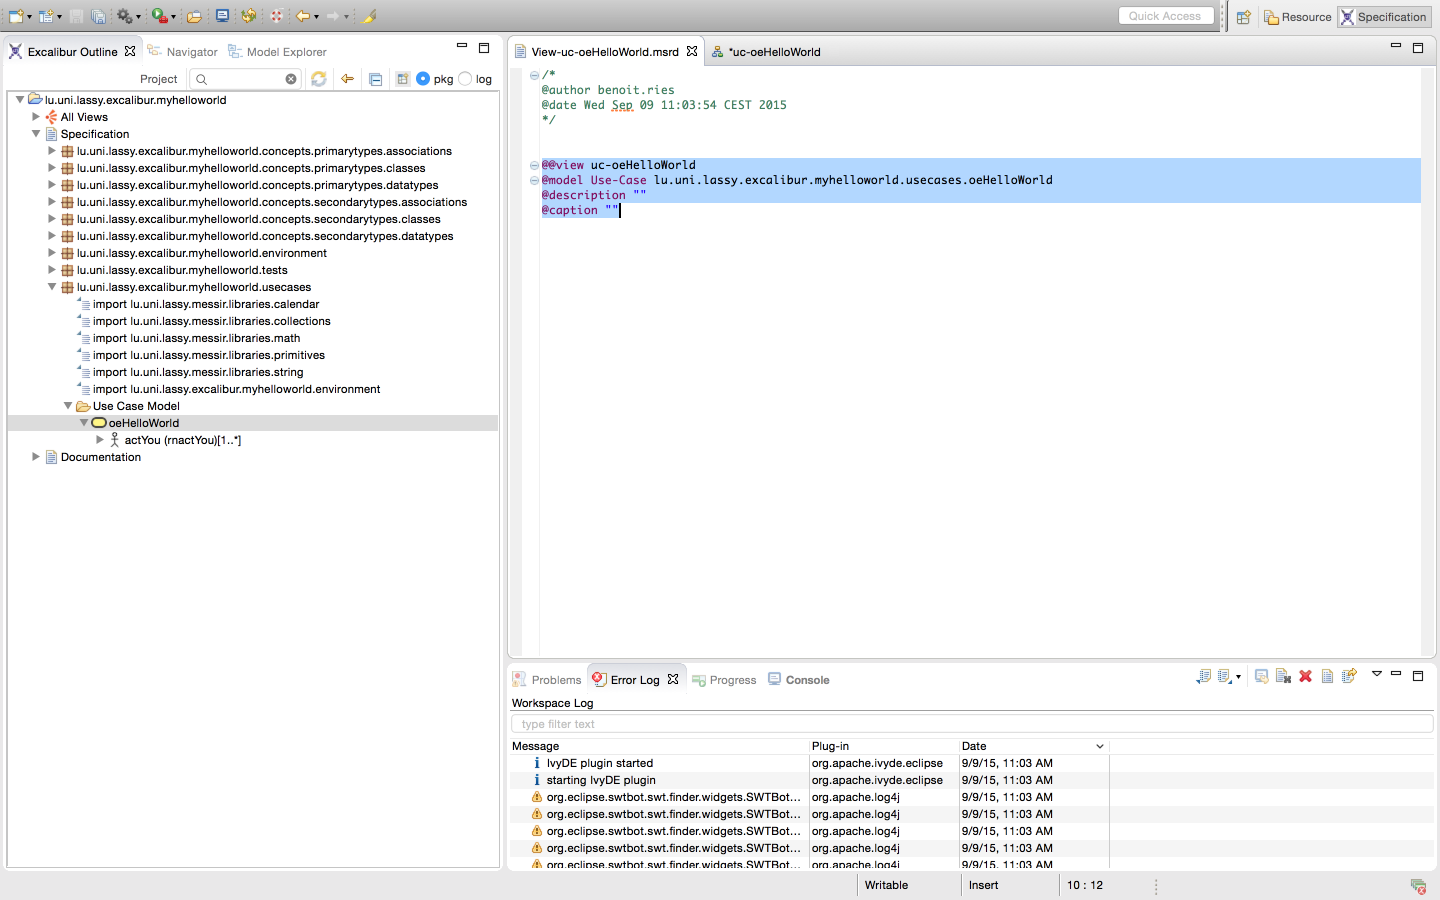 Quick Access
Resource
Specification
Excalibur Outline
Navigator
Model Explorer
Project
pkg
log
lu.uni.lassy.excalibur.myhelloworld
All Views
Specification
lu.uni.lassy.excalibur.myhelloworld.concepts.primarytypes.associations
lu.uni.lassy.excalibur.myhelloworld.concepts.primarytypes.classes
lu.uni.lassy.excalibur.myhelloworld.concepts.primarytypes.datatypes
lu.uni.lassy.excalibur.myhelloworld.concepts.secondarytypes.associations
lu.uni.lassy.excalibur.myhelloworld.concepts.secondarytypes.classes
lu.uni.lassy.excalibur.myhelloworld.concepts.secondarytypes.datatypes
lu.uni.lassy.excalibur.myhelloworld.environment
lu.uni.lassy.excalibur.myhelloworld.tests
lu.uni.lassy.excalibur.myhelloworld.usecases
import lu.uni.lassy.messir.libraries.calendar
import lu.uni.lassy.messir.libraries.collections
import lu.uni.lassy.messir.libraries.math
import lu.uni.lassy.messir.libraries.primitives
import lu.uni.lassy.messir.libraries.string
import lu.uni.lassy.excalibur.myhelloworld.environment
Use Case Model
oeHelloWorld
actYou (rnactYou)[1..*]
Documentation
View-uc-oeHelloWorld.msrd
*uc-oeHelloWorld
/*
@author benoit.ries
@date Wed Sep 09 11:03:54 CEST 2015
*/
@@view uc-oeHelloWorld
@model Use-Case lu.uni.lassy.excalibur.myhelloworld.usecases.oeHelloWorld
@description ""
@caption ""
Problems
Error Log
Progress
Console
Workspace Log
type filter text
Message Plug-in Date
IvyDE plugin started org.apache.ivyde.eclipse 9/9/15, 11:03 AM
starting IvyDE plugin org.apache.ivyde.eclipse 9/9/15, 11:03 AM
org.eclipse.swtbot.swt.finder.widgets.SWTBot... org.apache.log4j 9/9/15, 11:03 AM
org.eclipse.swtbot.swt.finder.widgets.SWTBot... org.apache.log4j 9/9/15, 11:03 AM
org.eclipse.swtbot.swt.finder.widgets.SWTBot... org.apache.log4j 9/9/15, 11:03 AM
org.eclipse.swtbot.swt.finder.widgets.SWTBot... org.apache.log4j 9/9/15, 11:03 AM
org.eclipse.swtbot.swt.finder.widgets.SWTBot... org.apache.log4j 9/9/15, 11:03 AM
Writable
Insert
10 : 12